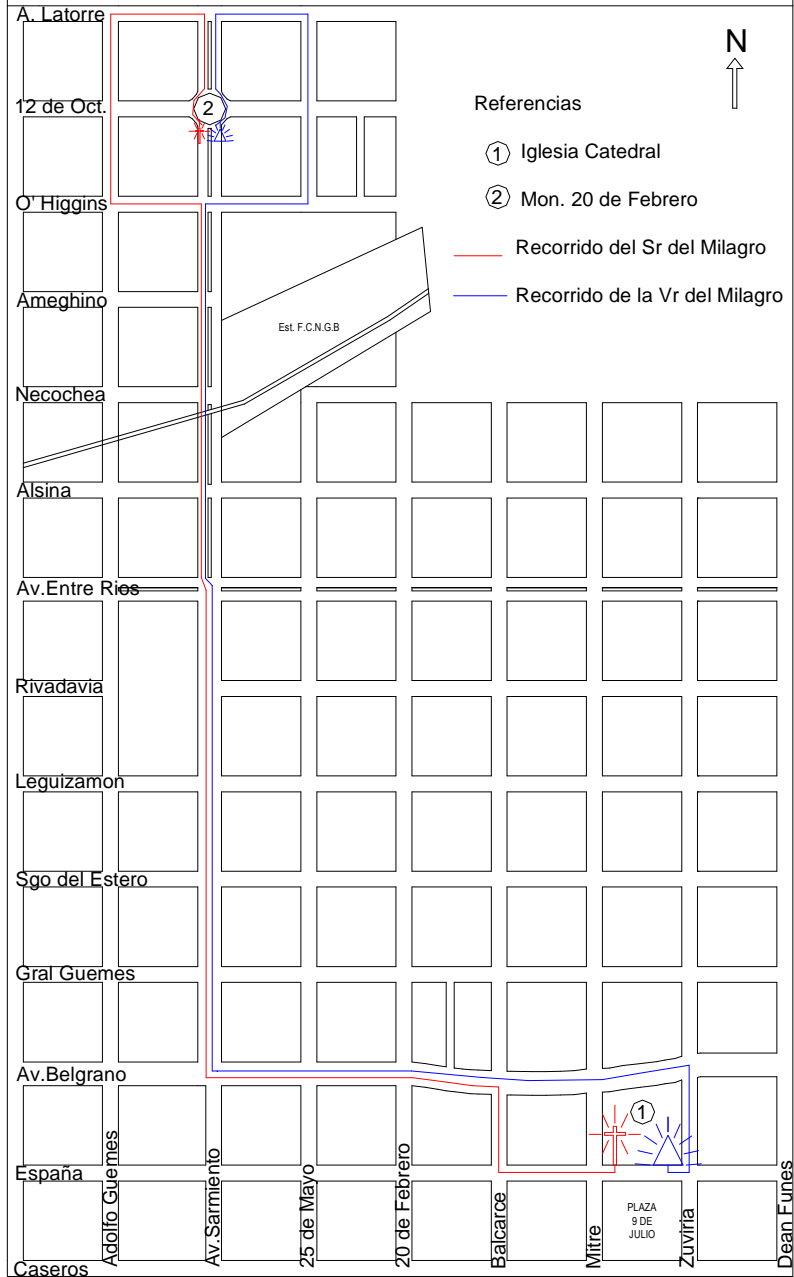 A. Latorre
N
12 de Oct.
2
Referencias
1 Iglesia Catedral
2 Mon. 20 de Febrero
O' Higgins
Recorrido del Sr del Milagro
Ameghino
Recorrido de la Vr del Milagro
Est. F.C.N.G.B
Necochea
Alsina
Av.Entre Rios
Rivadavia
Leguizamon
Sgo del Estero
Gral Guemes
Av.Belgrano
1
España
Adolfo Guemes
Av.Sarmiento
25 de Mayo
20 de Febrero
Balcarce
Mitre
PLAZA
9 DE
JULIO
Zuviria
Dean Funes
Caseros